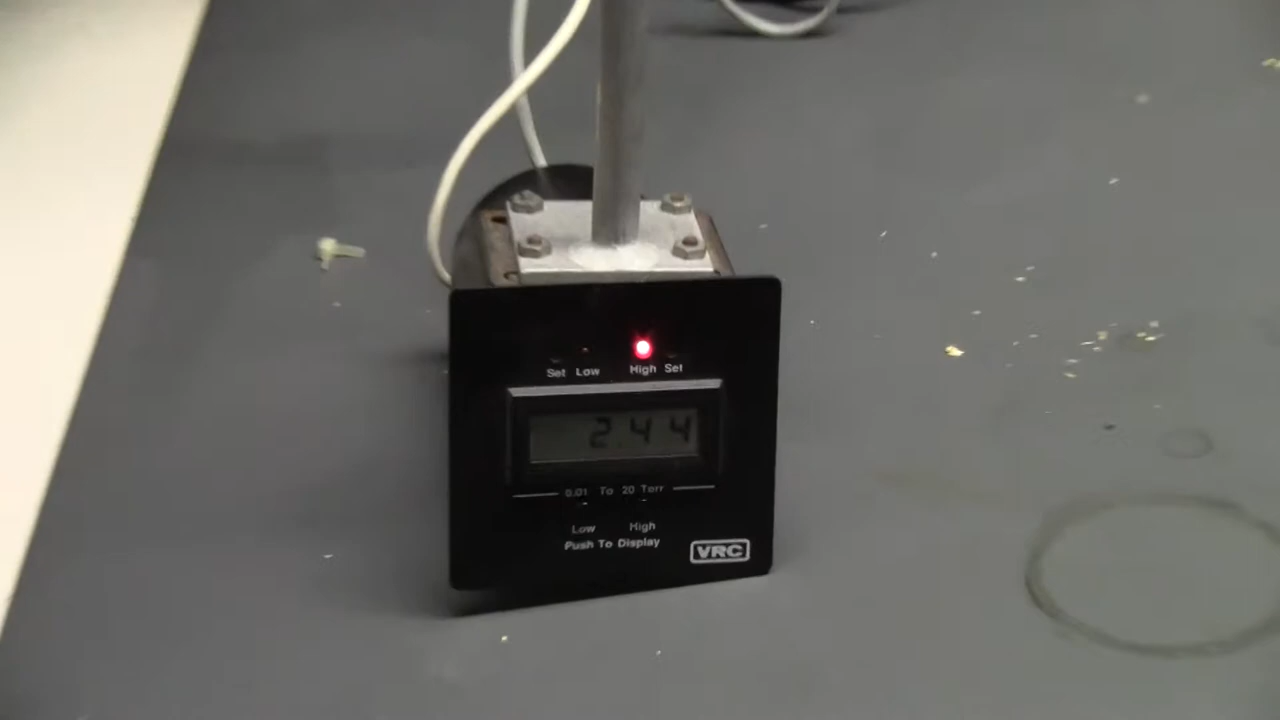 Set Low High Set
2.44
0.01 To 20 Torr
Low High
Push To Display
VRC